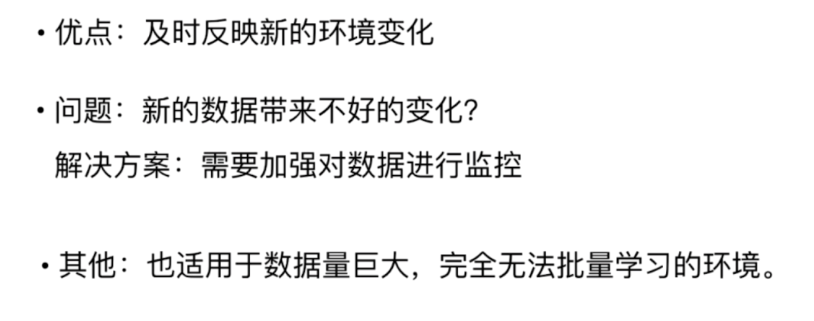 • 优点：及时反映新的环境变化
• 问题：新的数据带来不好的变化？
解决方案：需要加强对数据进行监控
• 其他：也适用于数据量巨大，完全无法批量学习的环境。